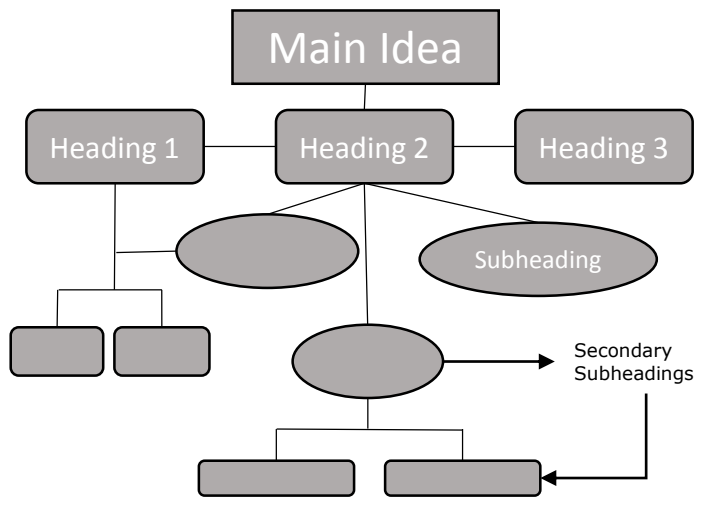 Main Idea
Heading 1
Heading 2
Heading 3
Subheading
Secondary
Subheadings